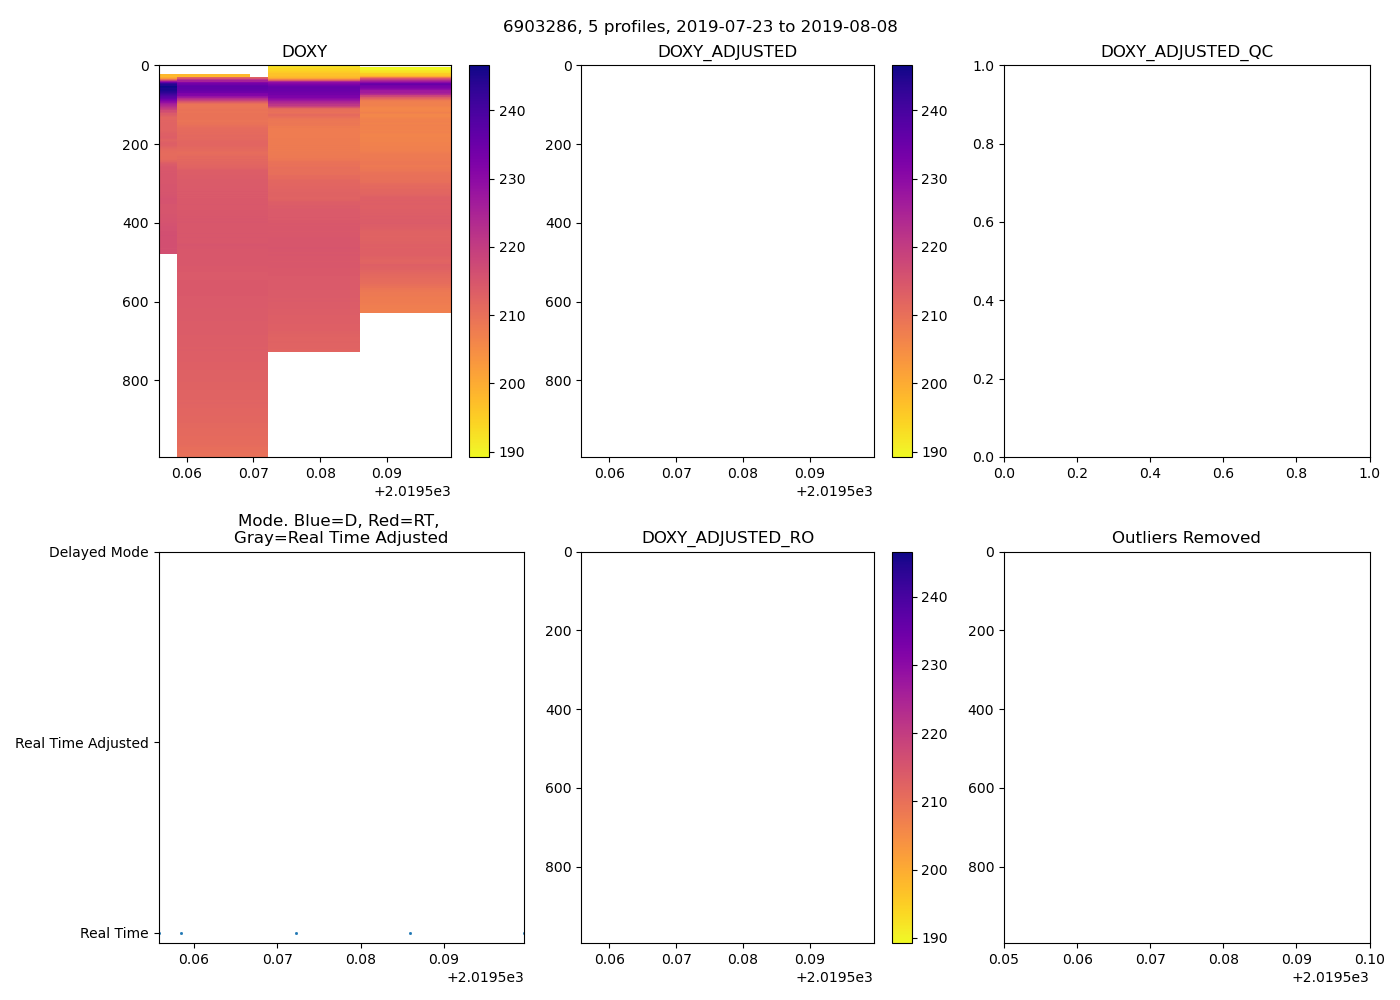 6903286, 5 profiles, 2019-07-23 to 2019-08-08
DOXY
0
200
400
600
800
0.06 0.07 0.08 0.09
+2.0195e3
240
230
220
210
200
190
DOXY_ADJUSTED
0
200
400
600
800
0.06 0.07 0.08 0.09
+2.0195e3
240
230
220
210
200
190
DOXY_ADJUSTED_QC
1.0
0.8
0.6
0.4
0.2
0.0
0.0 0.2 0.4 0.6 0.8 1.0
Mode. Blue=D, Red=RT,
Gray=Real Time Adjusted
Delayed Mode
Real Time Adjusted
Real Time
0.06 0.07 0.08 0.09
+2.0195e3
DOXY_ADJUSTED_RO
0
200
400
600
800
0.06 0.07 0.08 0.09
+2.0195e3
240
230
220
210
200
190
Outliers Removed
0
200
400
600
800
0.05 0.06 0.07 0.08 0.09 0.10
+2.0195e3